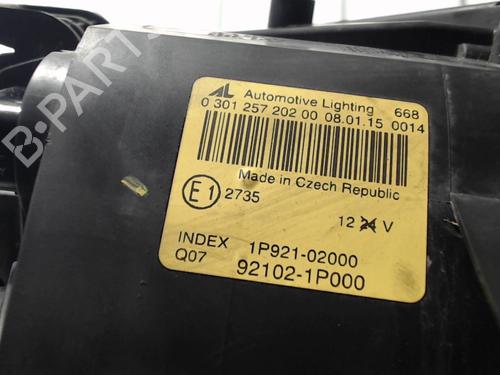 AL Automotive Lighting 668
0 301 257 202 00 08.01.15 0014
Made in Czech Republic
E1 2735
12 24 V
INDEX 1P921-02000
Q07 92102-1P000
B-PARTS